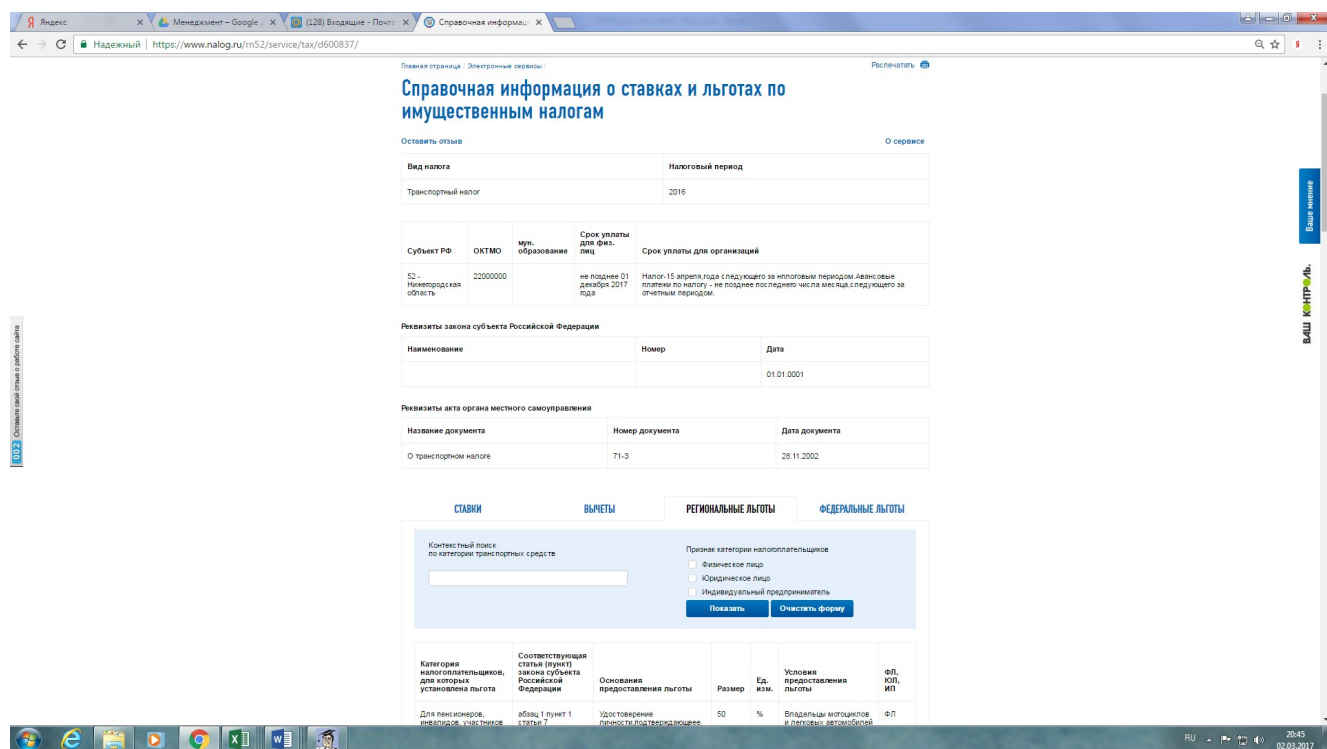 Яндекс
Менеджмент – Google
(128) Входящие - Почта
Справочная информац
Надежный https://www.nalog.ru/rn52/service/tax/d600837/
Главная страница / Электронные сервисы /
Распечатать
Справочная информация о ставках и льготах по
имущественным налогам
Оставить отзыв
О сервисе
Вид налога Налоговый период
Транспортный налог 2016
Субъект РФ ОКТМО мун. образование Срок уплаты для физ. лиц Срок уплаты для организаций
52 - Нижегородская область 22000000 не позднее 01 декабря 2017 года
Налог-15 апреля,года следующего за нплоговым периодом.Авансовые
платежи по налогу - не позднее последнего числа месяца,следующего за
отчетным периодом.
Реквизиты закона субъекта Российской Федерации
Наименование Номер Дата
01.01.0001
Реквизиты акта органа местного самоуправления
Название документа Номер документа Дата документа
О транспортном налоге 71-З 28.11.2002
СТАВКИ ВЫЧЕТЫ РЕГИОНАЛЬНЫЕ ЛЬГОТЫ ФЕДЕРАЛЬНЫЕ ЛЬГОТЫ
Контекстный поиск
по категории транспортных средств
Признак категории налогоплательщиков
Физическое лицо
Юридическое лицо
Индивидуальный предприниматель
Показать Очистить форму
Категория налогоплательщиков, для которых установлена льгота
Соответствующая статья (пункт) закона субъекта Российской Федерации
Основания предоставления льготы
Размер
Ед. изм.
Условия предоставления льготы
ФЛ, ЮЛ, ИП
Для пенсионеров, инвалидов, участников
абзац 1 пункт 1 статьи 7
Удостоверение личности,подтверждающеее
50
%
Владельцы мотоциклов и легковых автомобилей
ФЛ
Ваше мнение
ВАШ КОНТРОЛЬ.
002 Оставьте свой отзыв о работе сайта
RU
20:45
02.03.2017